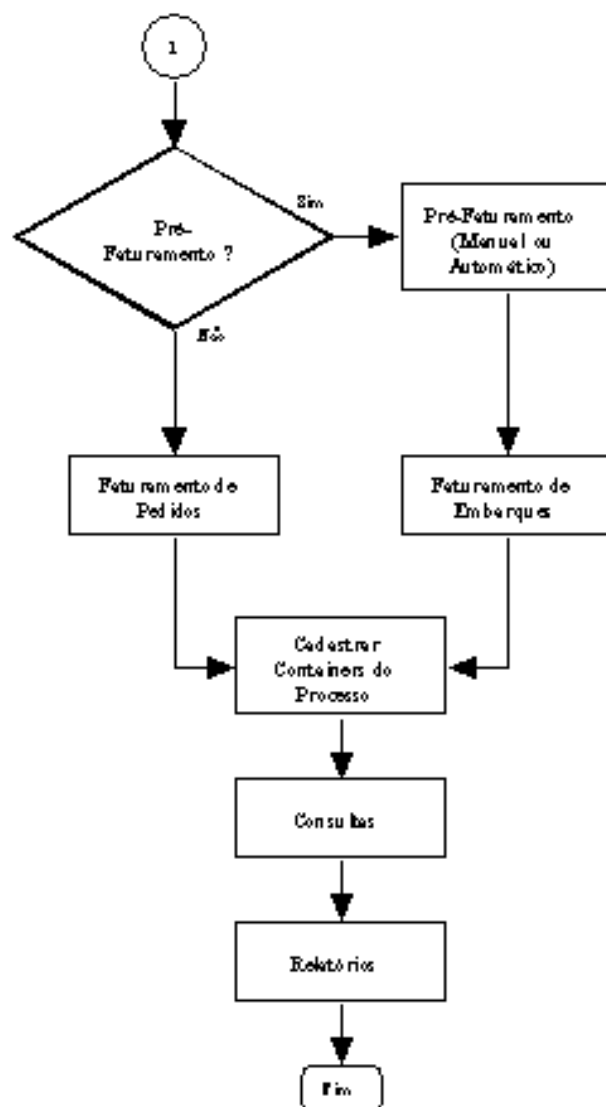 1
Pré-
Faturamento ?
Sim
Não
Pré-Faturamento
(Manual ou
Automático)
Faturamento de
Pedidos
Faturamento de
Embarques
Cadastrar
Containers do
Processo
Consultas
Relatórios
Fim